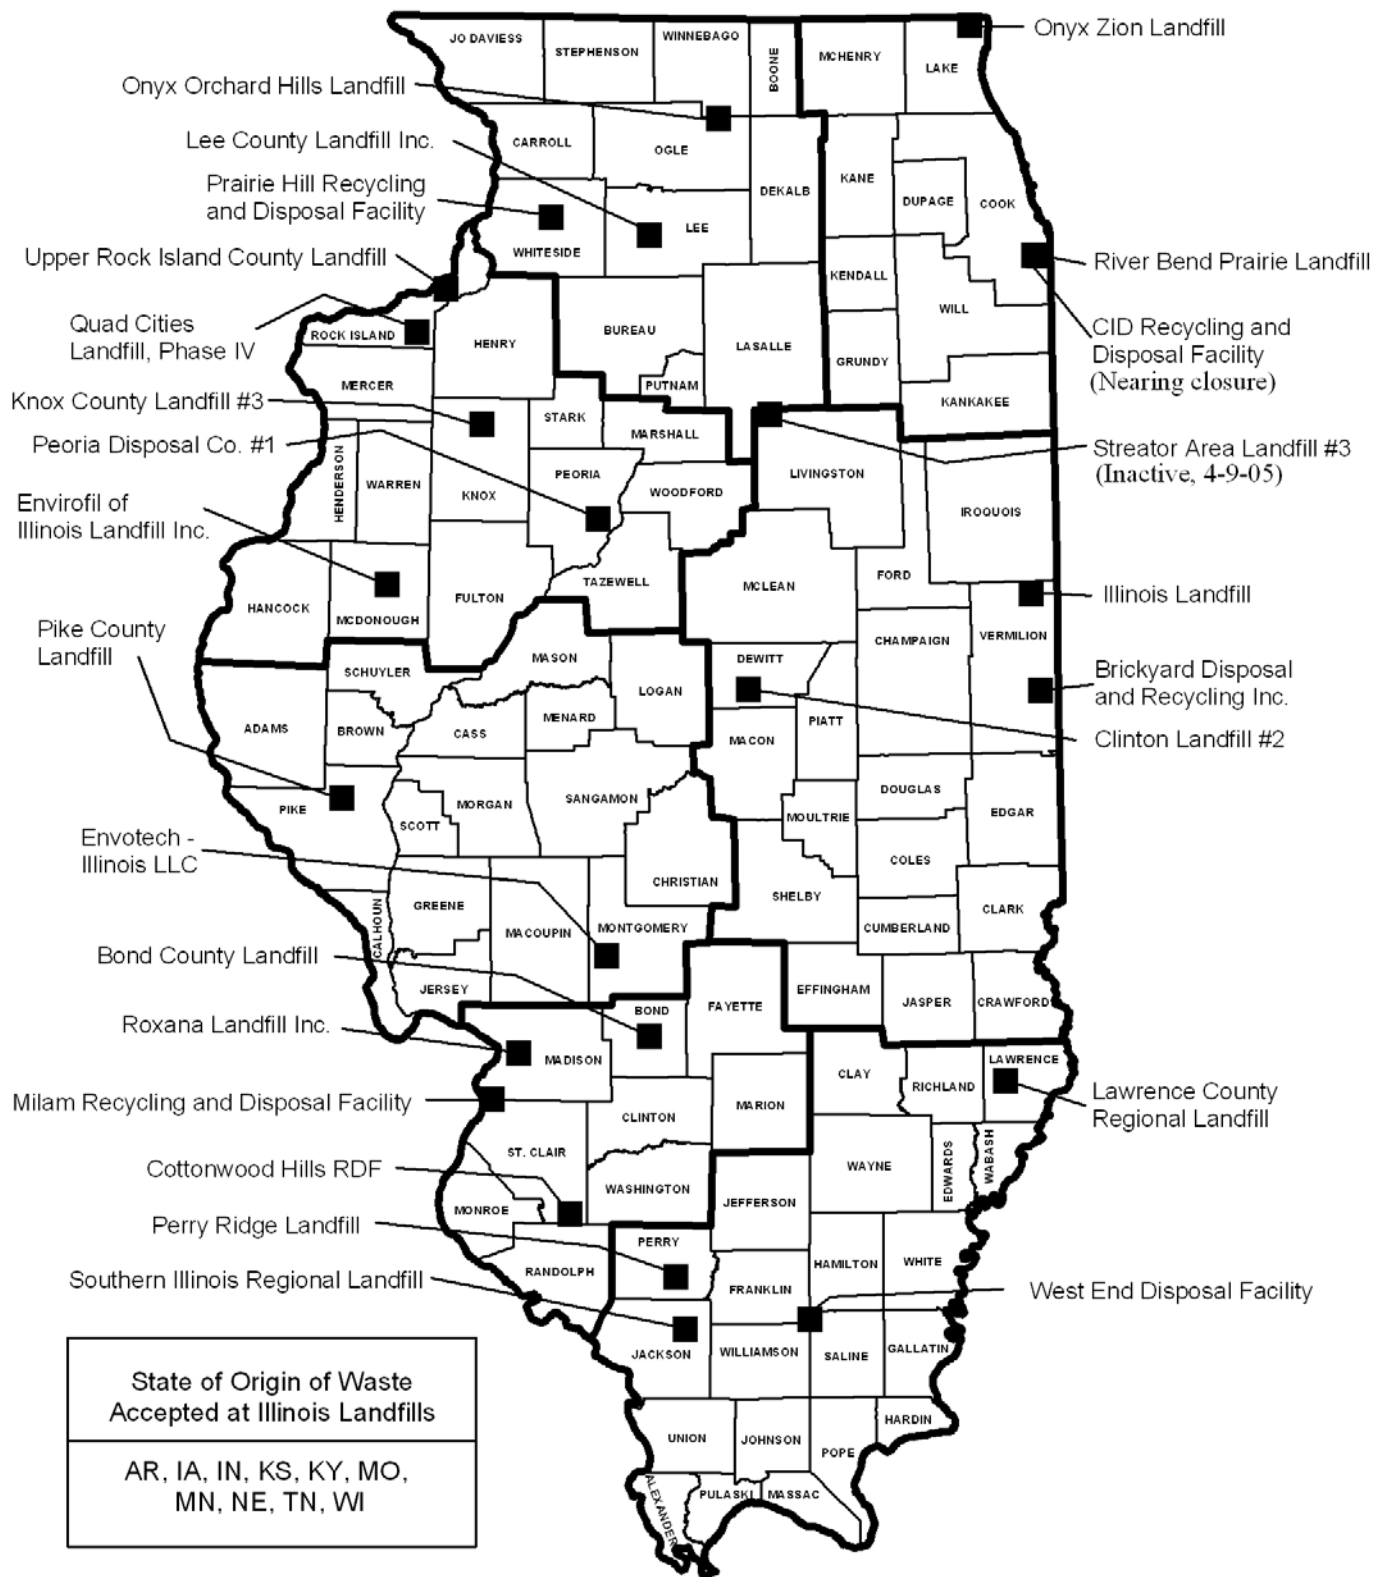 Onyx Zion Landfill
Onyx Orchard Hills Landfill
Lee County Landfill Inc.
Prairie Hill Recycling
and Disposal Facility
Upper Rock Island County Landfill
Quad Cities
Landfill, Phase IV
Knox County Landfill #3
Peoria Disposal Co. #1
Envirofil of
Illinois Landfill Inc.
Pike County
Landfill
Envotech -
Illinois LLC
Bond County Landfill
Roxana Landfill Inc.
Milam Recycling and Disposal Facility
Cottonwood Hills RDF
Perry Ridge Landfill
Southern Illinois Regional Landfill
River Bend Prairie Landfill
CID Recycling and
Disposal Facility
(Nearing closure)
Streator Area Landfill #3
(Inactive, 4-9-05)
Illinois Landfill
Brickyard Disposal
and Recycling Inc.
Clinton Landfill #2
Lawrence County
Regional Landfill
West End Disposal Facility
JO DAVIESS
STEPHENSON
WINNEBAGO
BOONE
MCHENRY
LAKE
CARROLL
OGLE
DEKALB
KANE
DUPAGE
COOK
WHITESIDE
LEE
KENDALL
WILL
ROCK ISLAND
HENRY
BUREAU
LASALLE
GRUNDY
MERCER
PUTNAM
KANKAKEE
STARK
MARSHALL
HENDERSON
WARREN
KNOX
PEORIA
WOODFORD
LIVINGSTON
IROQUOIS
HANCOCK
MCDONOUGH
FULTON
TAZEWELL
MCLEAN
FORD
SCHUYLER
MASON
LOGAN
DEWITT
CHAMPAIGN
VERMILION
ADAMS
BROWN
CASS
MENARD
MACON
PIATT
PIKE
SCOTT
MORGAN
SANGAMON
MOULTRIE
DOUGLAS
EDGAR
CHRISTIAN
SHELBY
COLES
CALHOUN
GREENE
MACOUPIN
MONTGOMERY
CUMBERLAND
CLARK
JERSEY
BOND
FAYETTE
EFFINGHAM
JASPER
CRAWFORD
MADISON
CLAY
RICHLAND
LAWRENCE
CLINTON
MARION
ST. CLAIR
WASHINGTON
WAYNE
EDWARDS
WABASH
MONROE
JEFFERSON
RANDOLPH
PERRY
FRANKLIN
HAMILTON
WHITE
JACKSON
WILLIAMSON
SALINE
GALLATIN
UNION
JOHNSON
POPE
HARDIN
ALEXANDER
PULASKI
MASSAC
State of Origin of Waste
Accepted at Illinois Landfills
AR, IA, IN, KS, KY, MO,
MN, NE, TN, WI